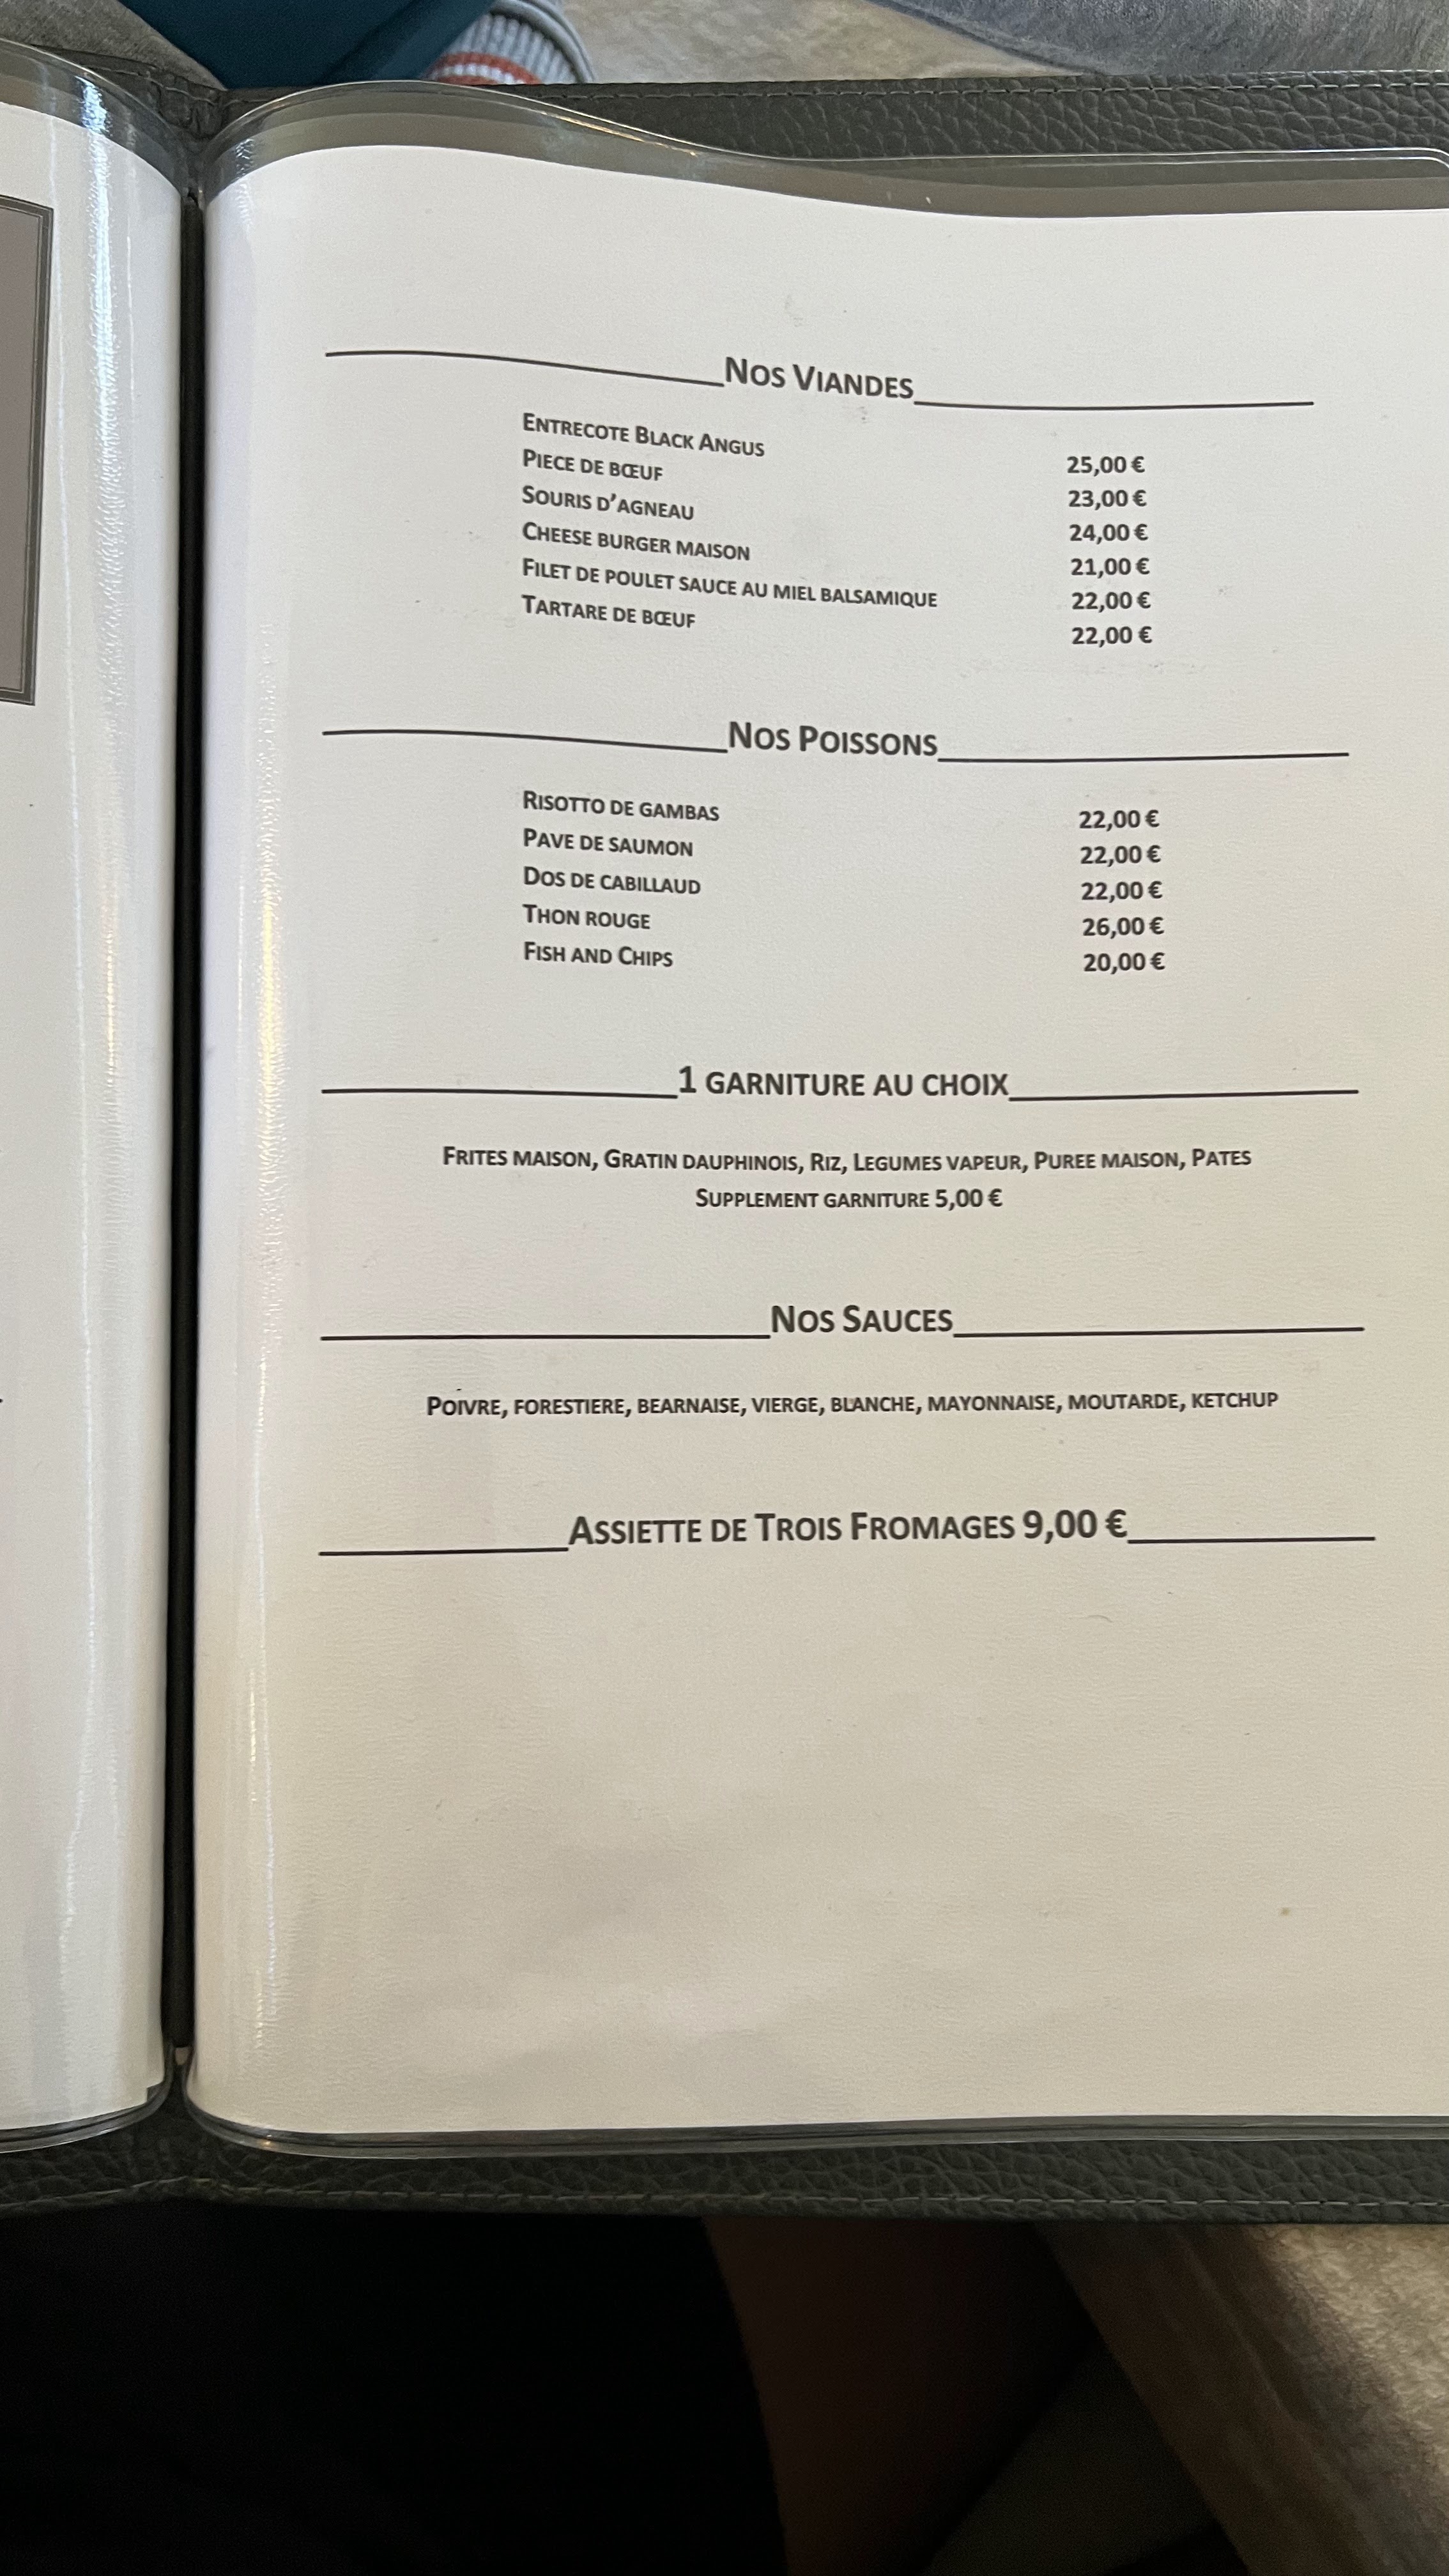 Nos Viandes
Entrecote Black Angus 25,00 €
Piece de bœuf 23,00 €
Souris d'agneau 24,00 €
Cheese burger maison 21,00 €
Filet de poulet sauce au miel balsamique 22,00 €
Tartare de bœuf 22,00 €
Nos Poissons
Risotto de gambas 22,00 €
Pave de saumon 22,00 €
Dos de cabillaud 22,00 €
Thon rouge 26,00 €
Fish and Chips 20,00 €
1 garniture au choix
Frites maison, Gratin dauphinois, Riz, Legumes vapeur, Puree maison, Pates
Supplement garniture 5,00 €
Nos Sauces
Poivre, forestiere, bearnaise, vierge, blanche, mayonnaise, moutarde, ketchup
Assiette de Trois Fromages 9,00 €